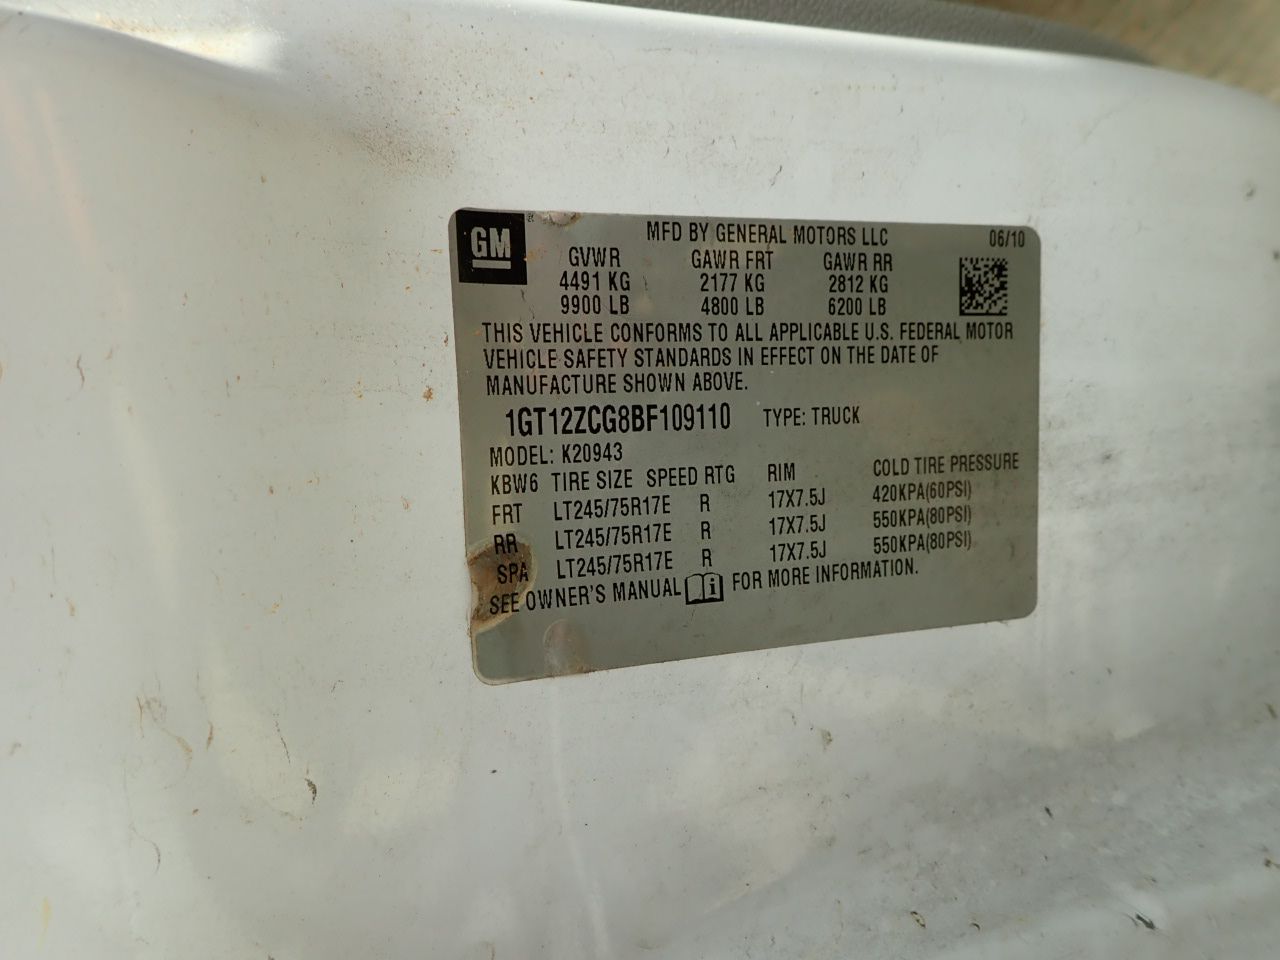 GM ® MFD BY GENERAL MOTORS LLC 06/10
GVWR GAWR FRT GAWR RR
4491 KG 2177 KG 2812 KG
9900 LB 4800 LB 6200 LB
THIS VEHICLE CONFORMS TO ALL APPLICABLE U.S. FEDERAL MOTOR
VEHICLE SAFETY STANDARDS IN EFFECT ON THE DATE OF
MANUFACTURE SHOWN ABOVE.
1GT12ZCG8BF109110 TYPE: TRUCK
MODEL: K20943
KBW6 TIRE SIZE SPEED RTG RIM COLD TIRE PRESSURE
FRT LT245/75R17E R 17X7.5J 420KPA(60PSI)
RR LT245/75R17E R 17X7.5J 550KPA(80PSI)
SPA LT245/75R17E R 17X7.5J 550KPA(80PSI)
SEE OWNER'S MANUAL i FOR MORE INFORMATION.